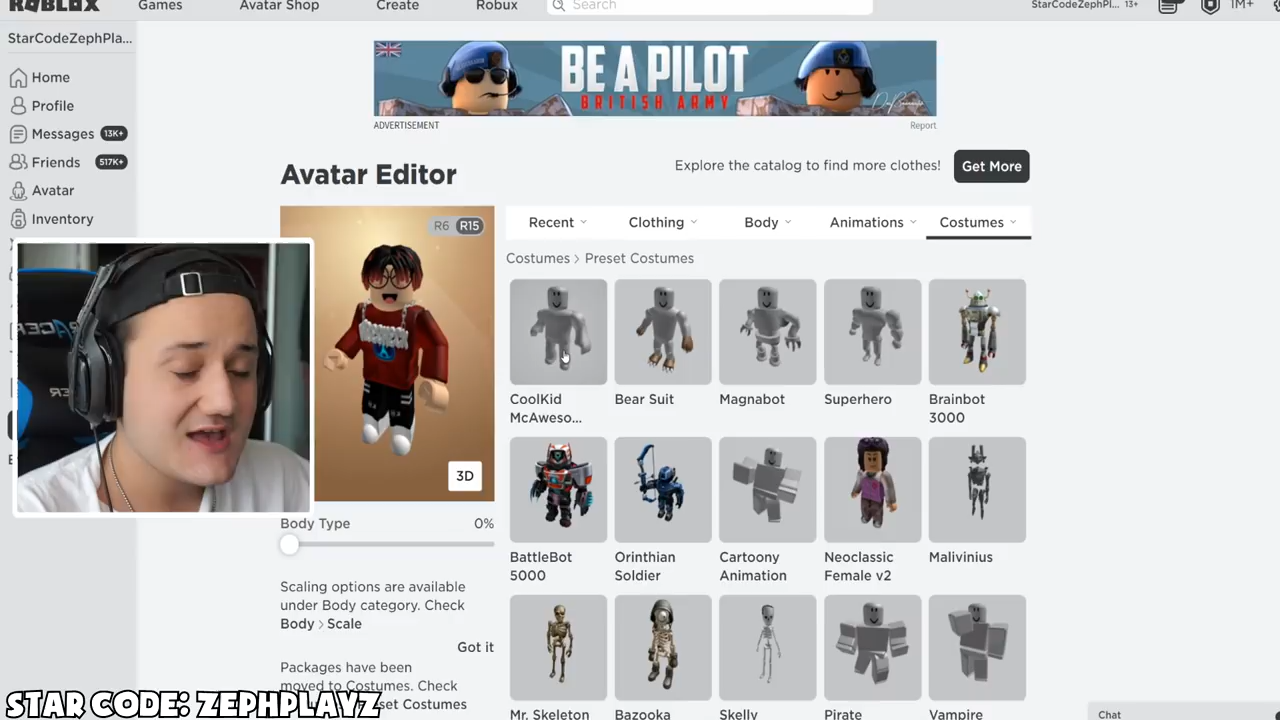 ROBLOX
Games
Avatar Shop
Create
Robux
Search
StarCodeZephPl...
13+
1M+
StarCodeZephPla...
Home
Profile
Messages 13K+
Friends 517K+
Avatar
Inventory
BE A PILOT
BRITISH ARMY
ADVERTISEMENT
Report
Avatar Editor
Explore the catalog to find more clothes!
Get More
R6 R15
Recent
Clothing
Body
Animations
Costumes
Costumes > Preset Costumes
3D
CoolKid
McAweso...
Bear Suit
Magnabot
Superhero
Brainbot
3000
Body Type 0%
BattleBot
5000
Orinthian
Soldier
Cartoony
Animation
Neoclassic
Female v2
Malivinius
Scaling options are available
under Body category. Check
Body > Scale
Got it
Packages have been
moved to Costumes. Check
set Costumes
Mr. Skeleton
Bazooka
Skelly
Pirate
Vampire
Chat
STAR CODE: ZEPHPLAYZ